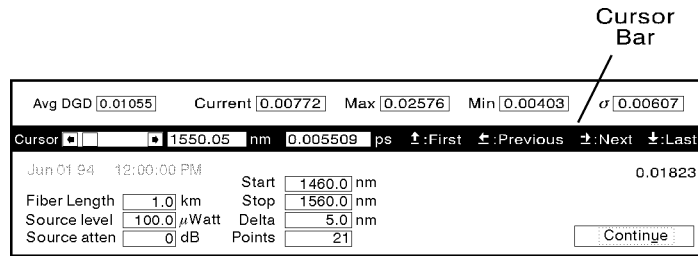 Cursor
Bar
Avg DGD 0.01055 Current 0.00772 Max 0.02576 Min 0.00403 σ 0.00607
Cursor 1550.05 nm 0.005509 ps ↑:First ←:Previous →:Next ↓:Last
Jun 01 94 12:00:00 PM 0.01823
Start 1460.0 nm
Fiber Length 1.0 km Stop 1560.0 nm
Source level 100.0 μWatt Delta 5.0 nm
Source atten 0 dB Points 21
Continue